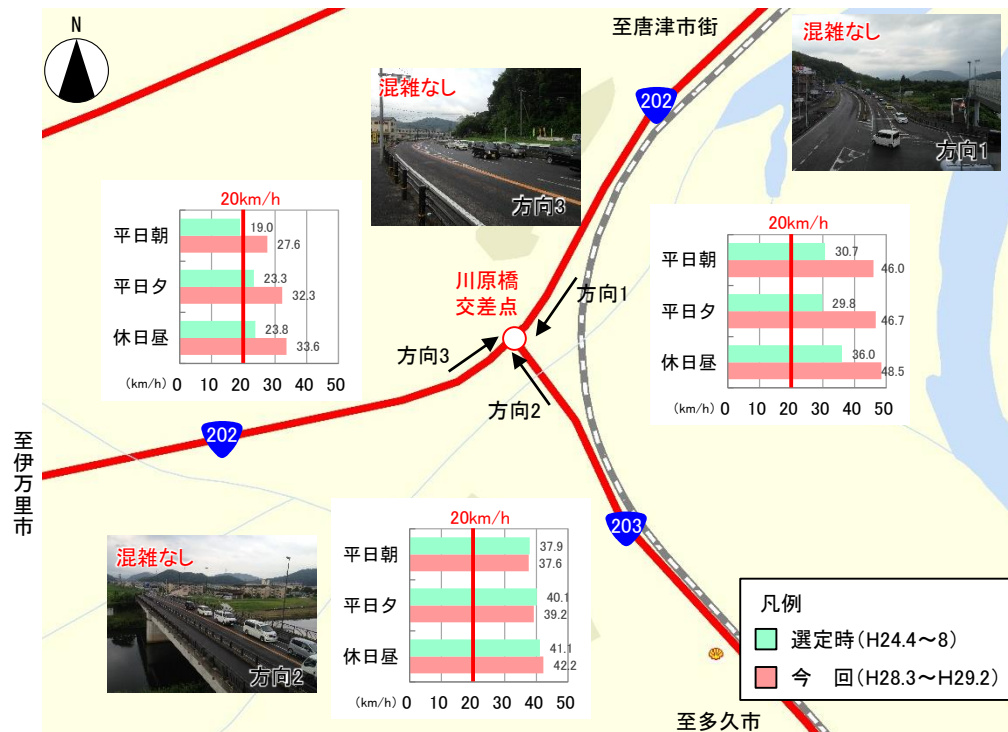 N
至唐津市街
混雑なし
方向1
混雑なし
方向3
202
20km/h
平日朝
19.0
27.6
平日夕
23.3
32.3
休日昼
23.8
33.6
(km/h) 0 10 20 30 40 50
20km/h
平日朝
30.7
46.0
平日夕
29.8
46.7
休日昼
36.0
48.5
(km/h) 0 10 20 30 40 50
川原橋
交差点
方向1
方向3
方向2
202
至伊万里市
203
20km/h
平日朝
37.9
37.6
平日夕
40.1
39.2
休日昼
41.1
42.2
(km/h) 0 10 20 30 40 50
混雑なし
方向2
凡例
選定時(H24.4~8)
今 回(H28.3~H29.2)
至多久市